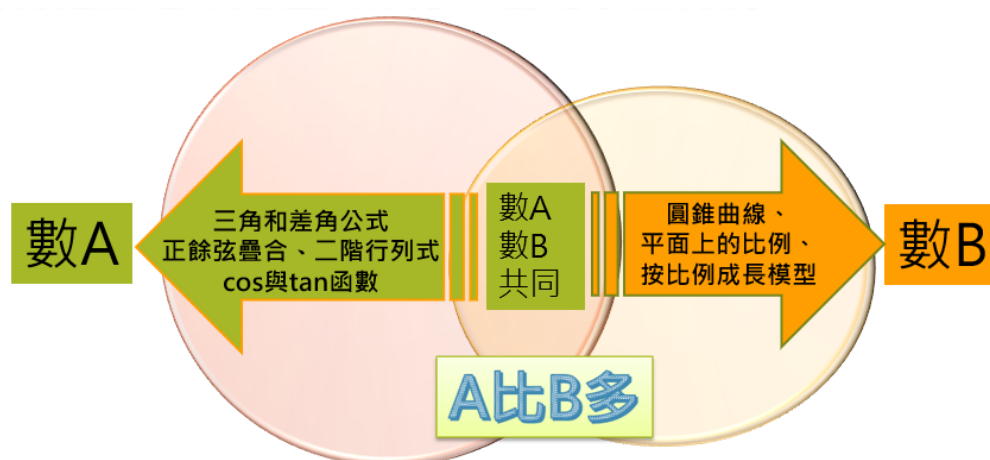 數A
三角和差角公式
正餘弦疊合、二階行列式
cos與tan函數
數A
數B
共同
圓錐曲線、
平面上的比例、
按比例成長模型
數B
A比B多